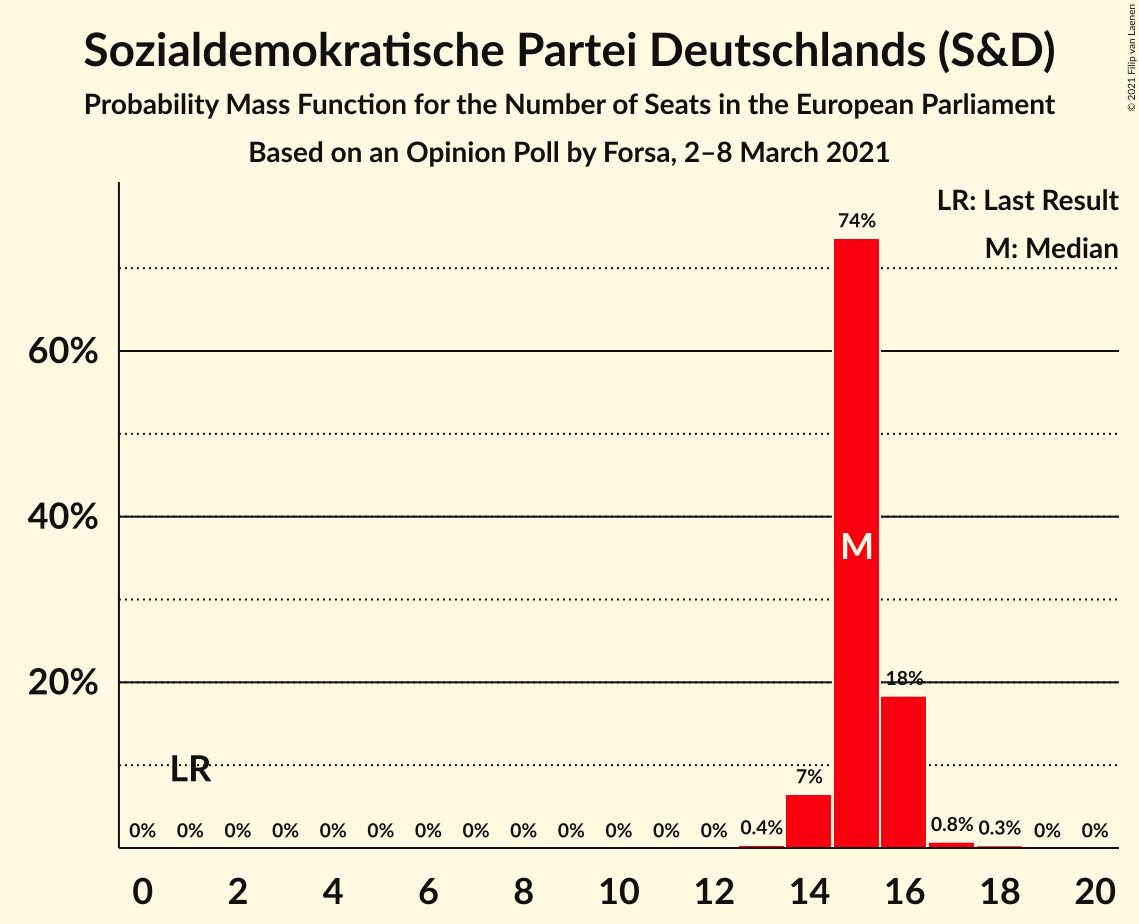 Sozialdemokratische Partei Deutschlands (S&D)
Probability Mass Function for the Number of Seats in the European Parliament
Based on an Opinion Poll by Forsa, 2–8 March 2021
© 2021 Filip van Laenen
LR: Last Result
M: Median
74%
60%
40%
M
20%
18%
LR
7%
0% 0% 0% 0% 0% 0% 0% 0% 0% 0% 0% 0% 0% 0.4% 0.8% 0.3% 0% 0%
0 2 4 6 8 10 12 14 16 18 20